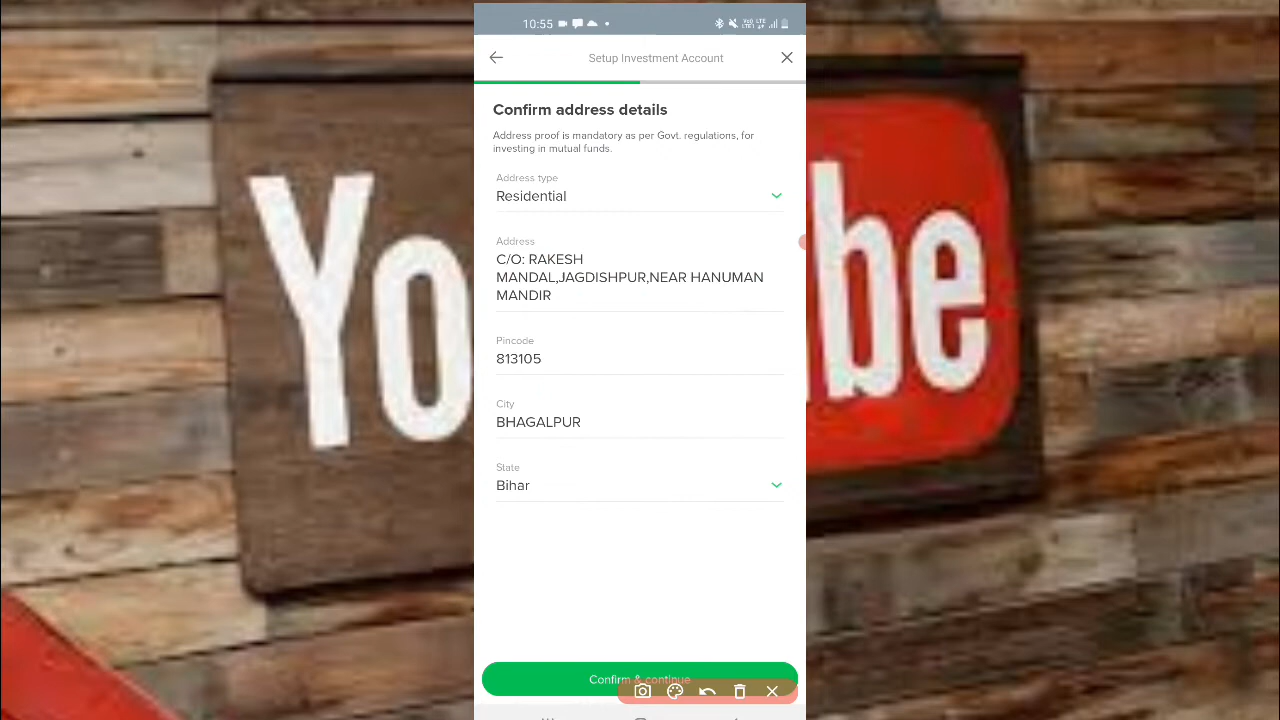 10:55
Setup Investment Account
Confirm address details
Address proof is mandatory as per Govt. regulations, for
investing in mutual funds.
Address type
Residential
Address
C/O: RAKESH
MANDAL,JAGDISHPUR,NEAR HANUMAN
MANDIR
Pincode
813105
City
BHAGALPUR
State
Bihar
Confirm & continue
Yo
be